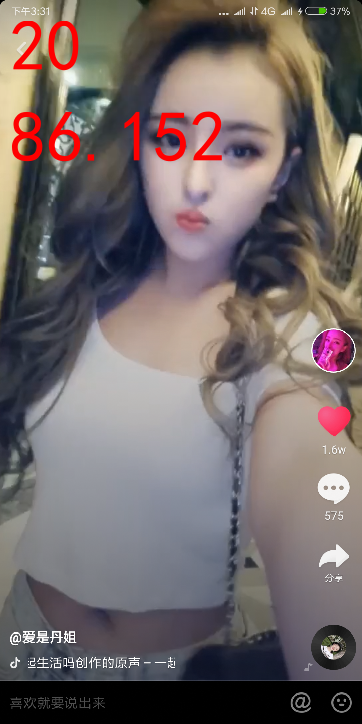 下午3:31 ... 4G 37%
20
86.152
1.6w
575
分享
@爱是丹姐
起生活吗创作的原声 – 一起
喜欢就要说出来